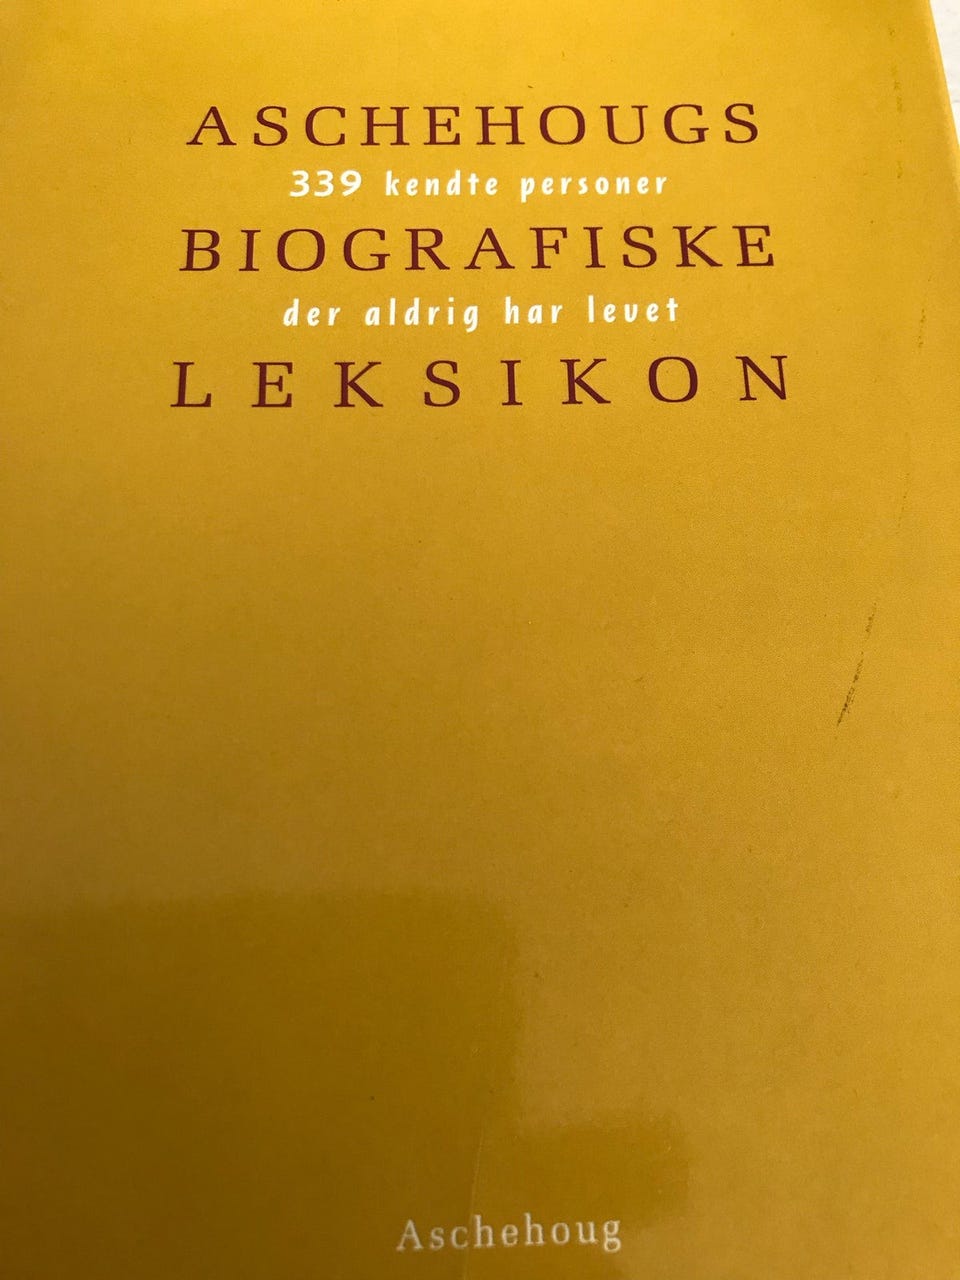 ASCHEHOUGS
339 kendte personer
BIOGRAFISKE
der aldrig har levet
LEKSIKON
Aschehoug